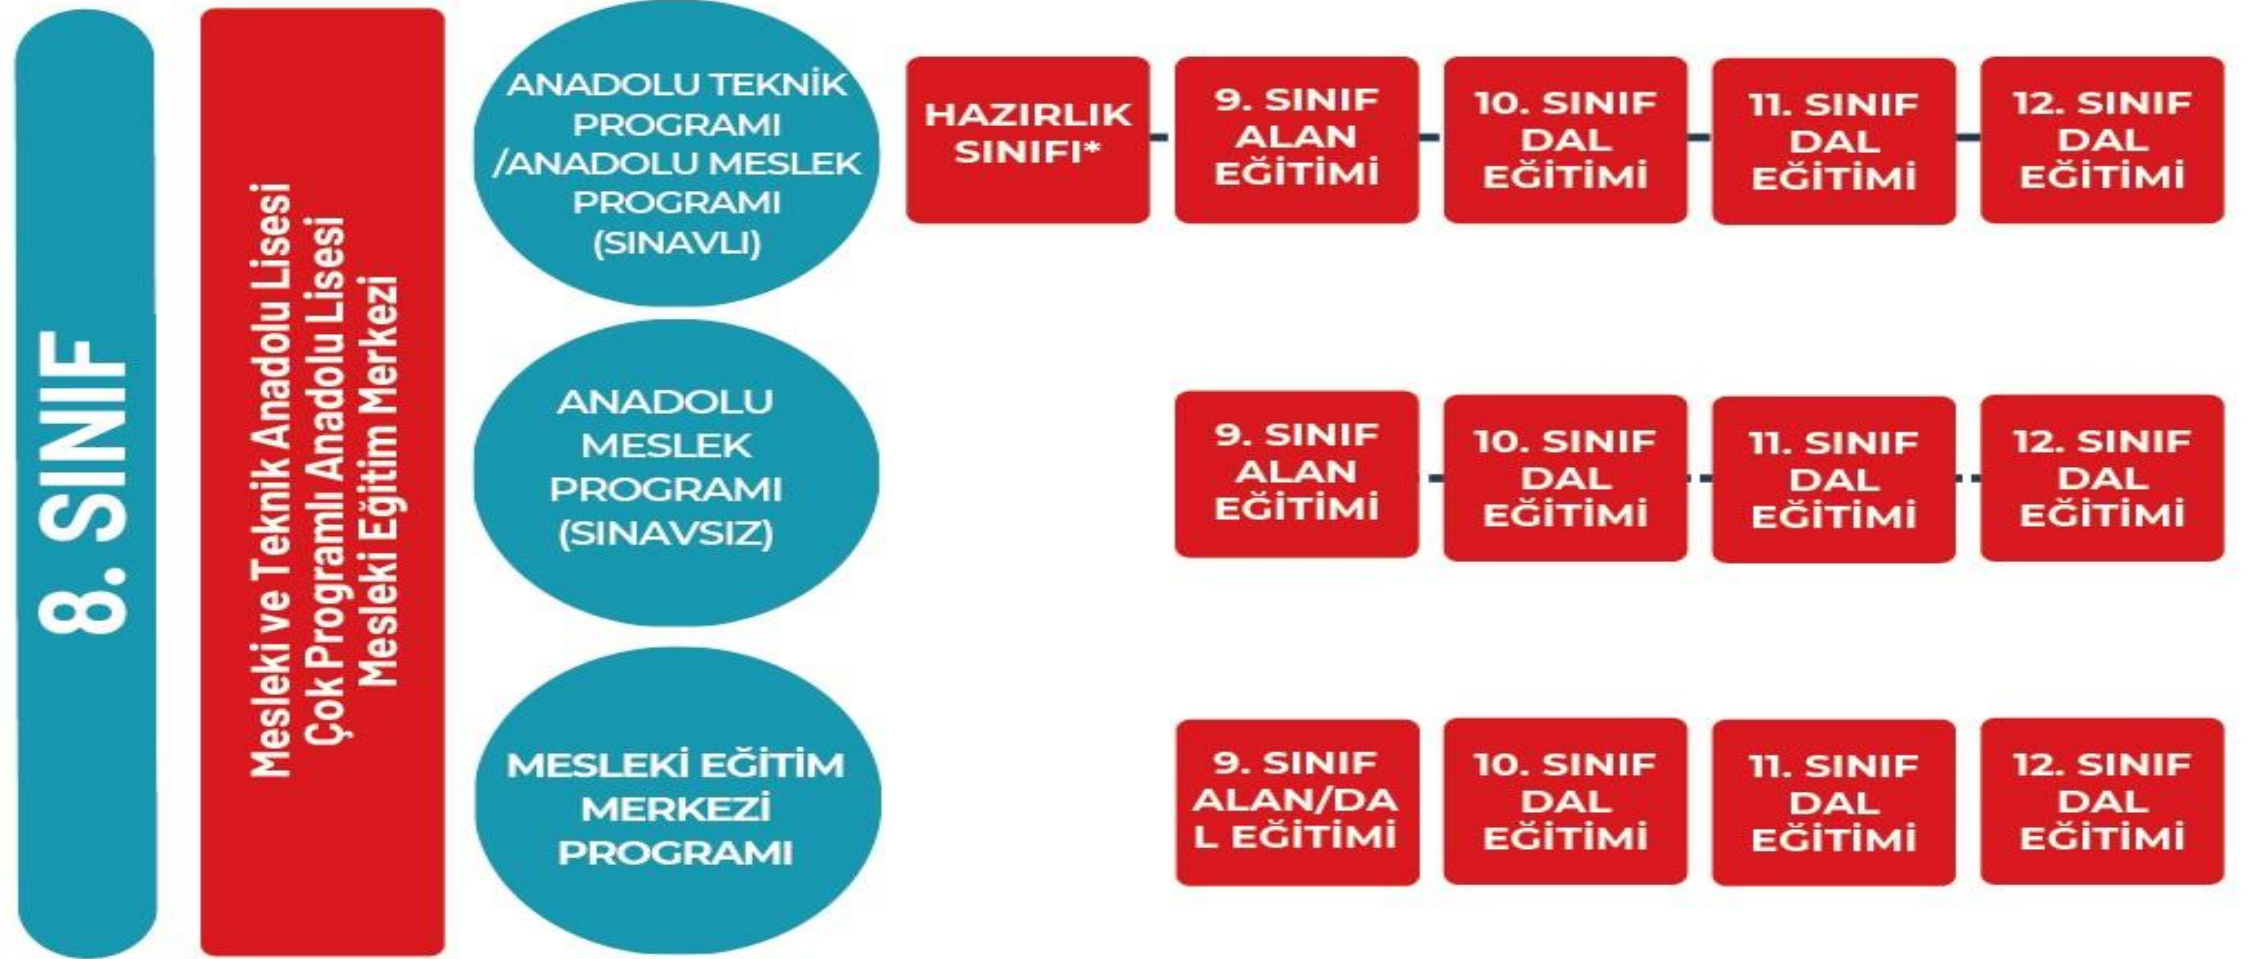 8. SINIF
Mesleki ve Teknik Anadolu Lisesi
Çok Programlı Anadolu Lisesi
Mesleki Eğitim Merkezi
ANADOLU TEKNİK
PROGRAMI
/ANADOLU MESLEK
PROGRAMI
(SINAVLI)
HAZIRLIK
SINIFI*
9. SINIF
ALAN
EĞİTİMİ
10. SINIF
DAL
EĞİTİMİ
11. SINIF
DAL
EĞİTİMİ
12. SINIF
DAL
EĞİTİMİ
ANADOLU
MESLEK
PROGRAMI
(SINAVSIZ)
9. SINIF
ALAN
EĞİTİMİ
10. SINIF
DAL
EĞİTİMİ
11. SINIF
DAL
EĞİTİMİ
12. SINIF
DAL
EĞİTİMİ
MESLEKİ EĞİTİM
MERKEZİ
PROGRAMI
9. SINIF
ALAN/DA
L EĞİTİMİ
10. SINIF
DAL
EĞİTİMİ
11. SINIF
DAL
EĞİTİMİ
12. SINIF
DAL
EĞİTİMİ